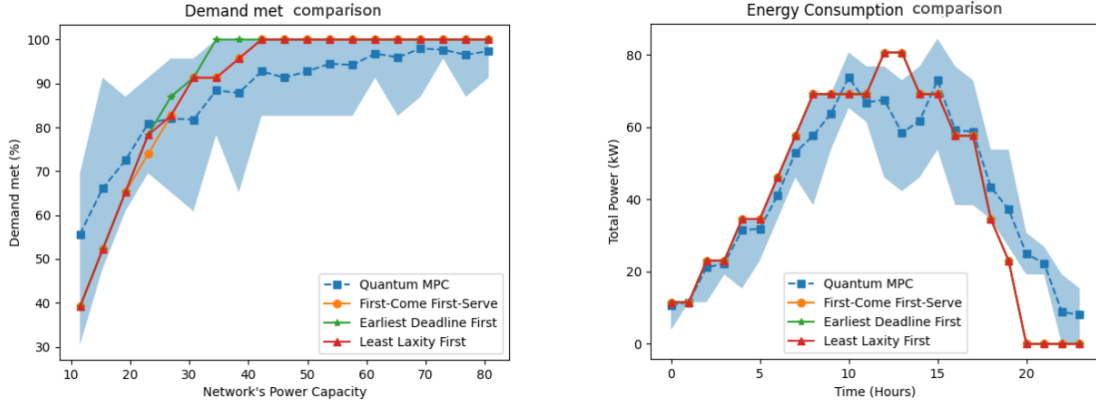 Demand met comparison
100
90
80
70
60
50
40
30
Demand met (%)
10
20
30
40
50
60
70
80
Network's Power Capacity
Quantum MPC
First-Come First-Serve
Earliest Deadline First
Least Laxity First
Energy Consumption comparison
80
60
40
20
0
Total Power (kW)
0
5
10
15
20
Time (Hours)
Quantum MPC
First-Come First-Serve
Earliest Deadline First
Least Laxity First